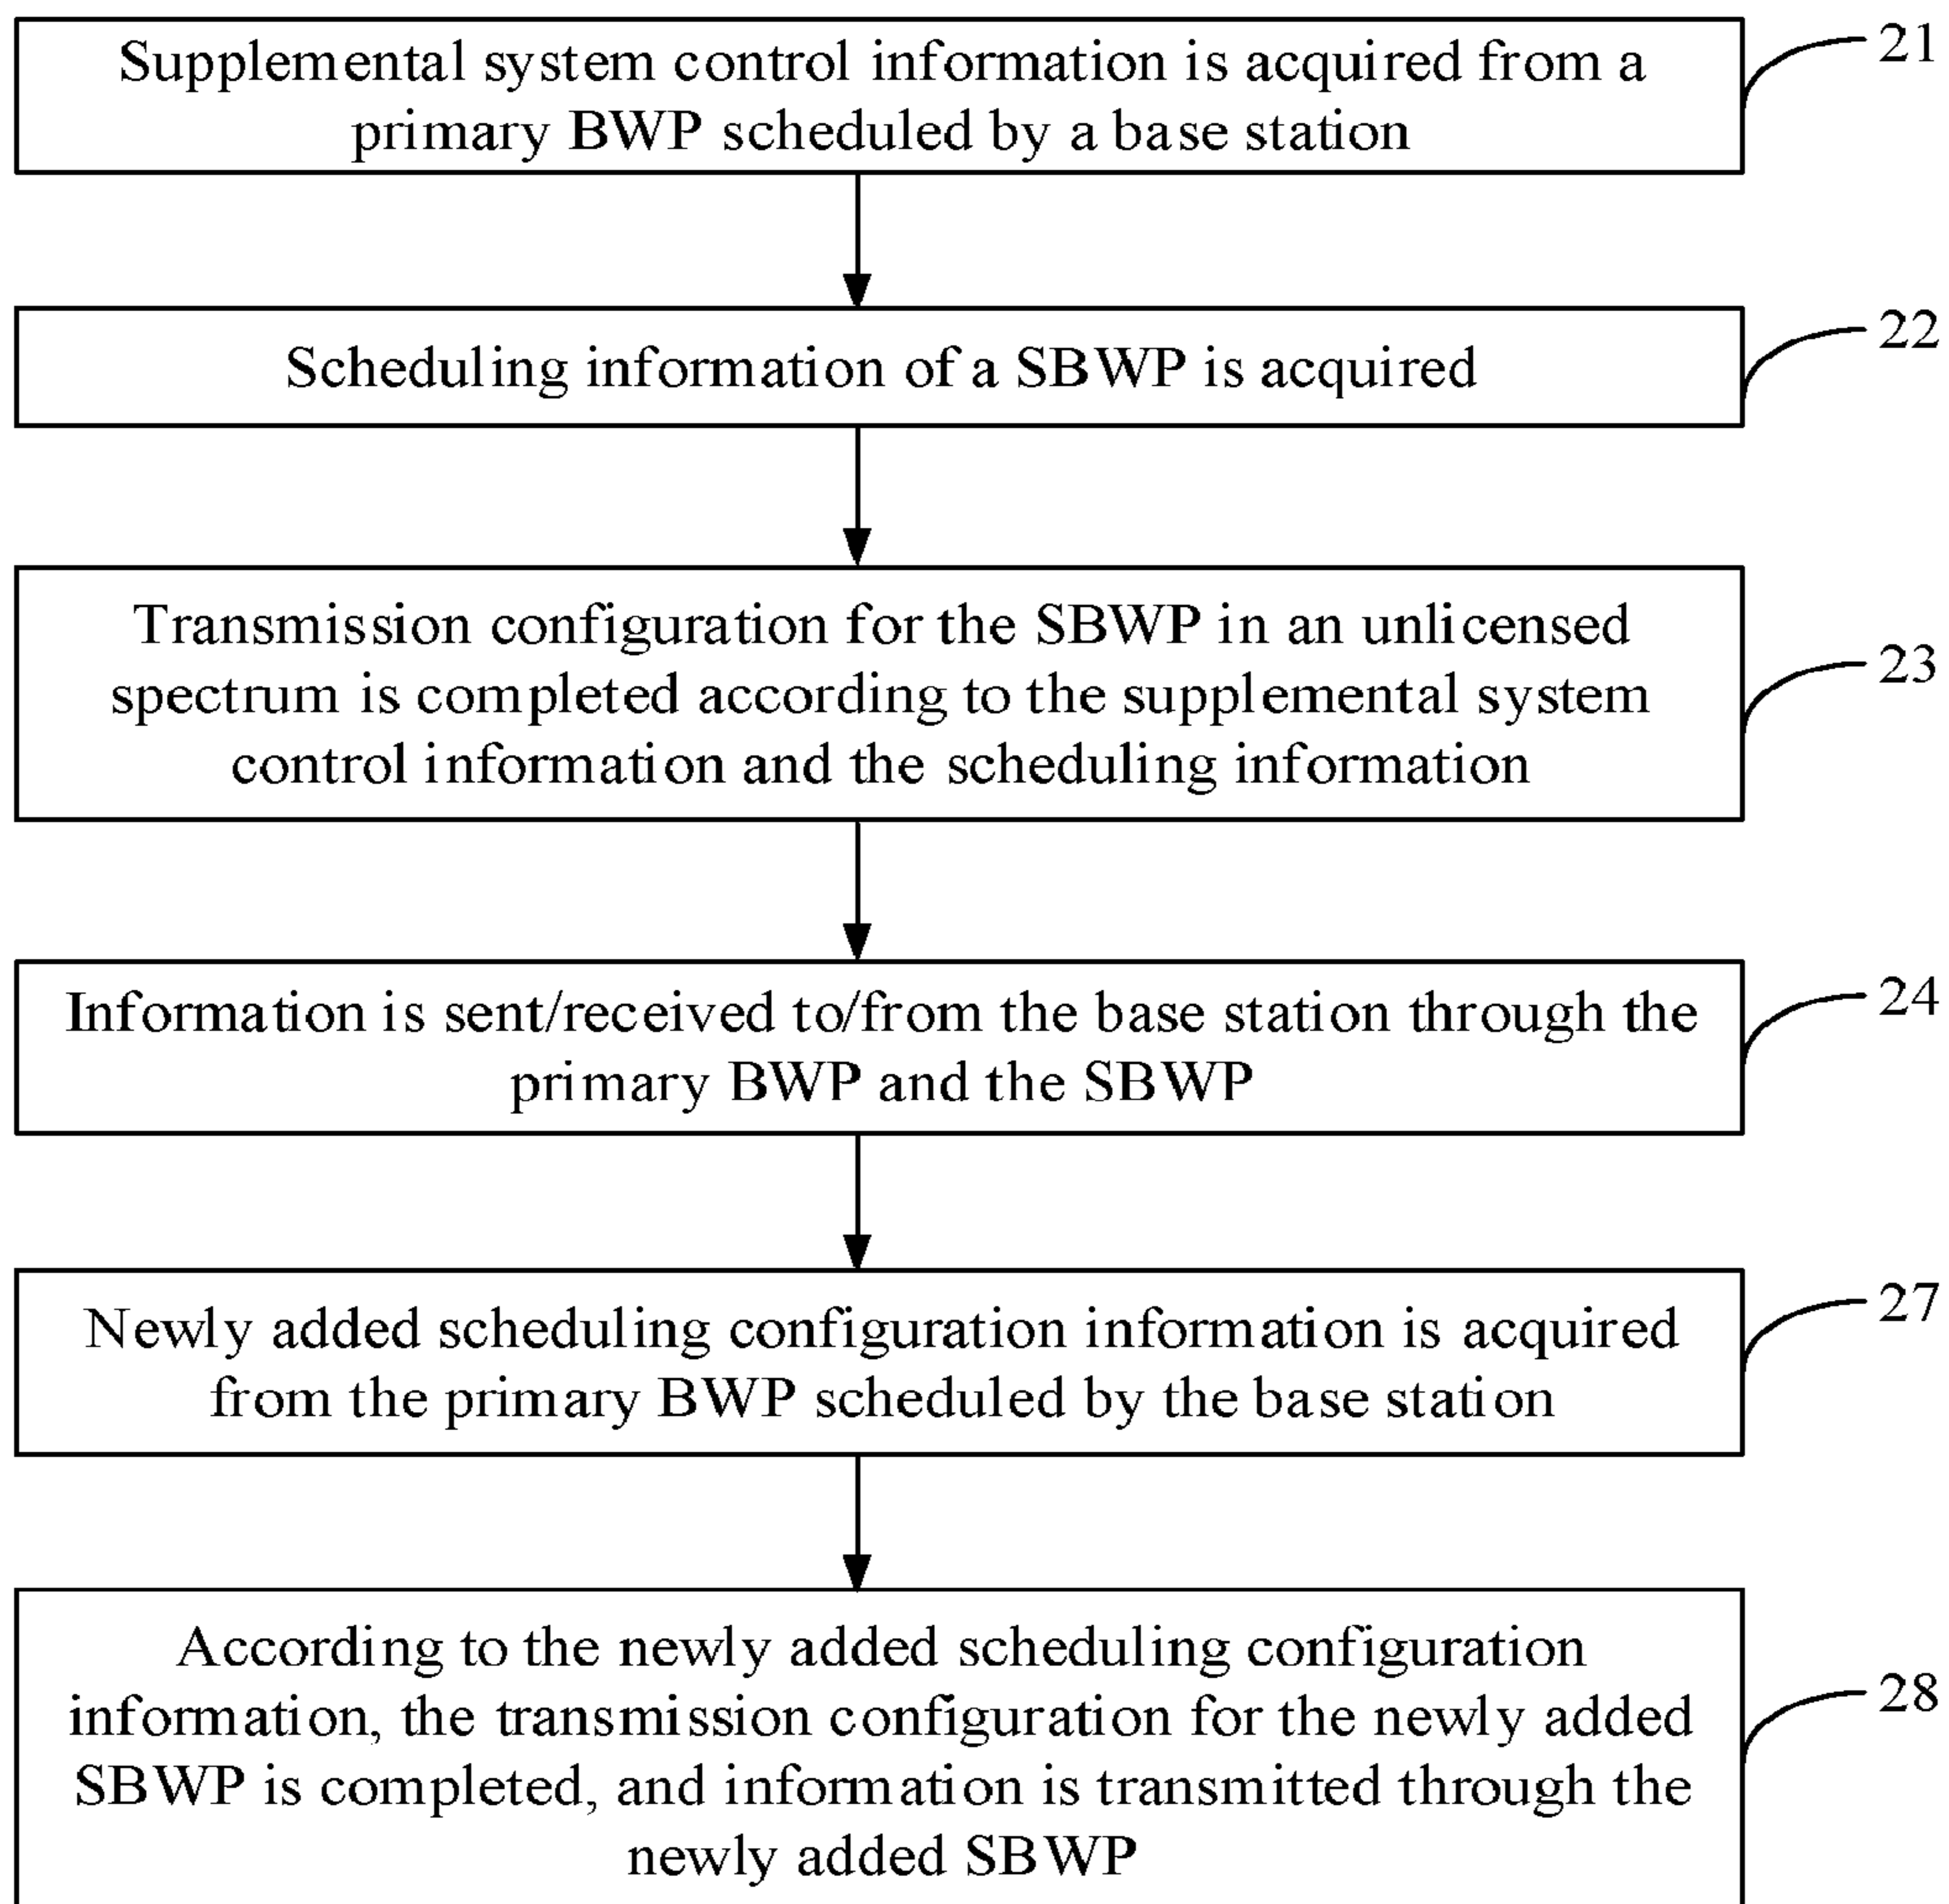 Supplemental system control information is acquired from a
primary BWP scheduled by a base station
21
Scheduling information of a SBWP is acquired
22
Transmission configuration for the SBWP in an unlicensed
spectrum is completed according to the supplemental system
control information and the scheduling information
23
Information is sent/received to/from the base station through the
primary BWP and the SBWP
24
Newly added scheduling configuration information is acquired
from the primary BWP scheduled by the base station
27
According to the newly added scheduling configuration
information, the transmission configuration for the newly added
SBWP is completed, and information is transmitted through the
newly added SBWP
28